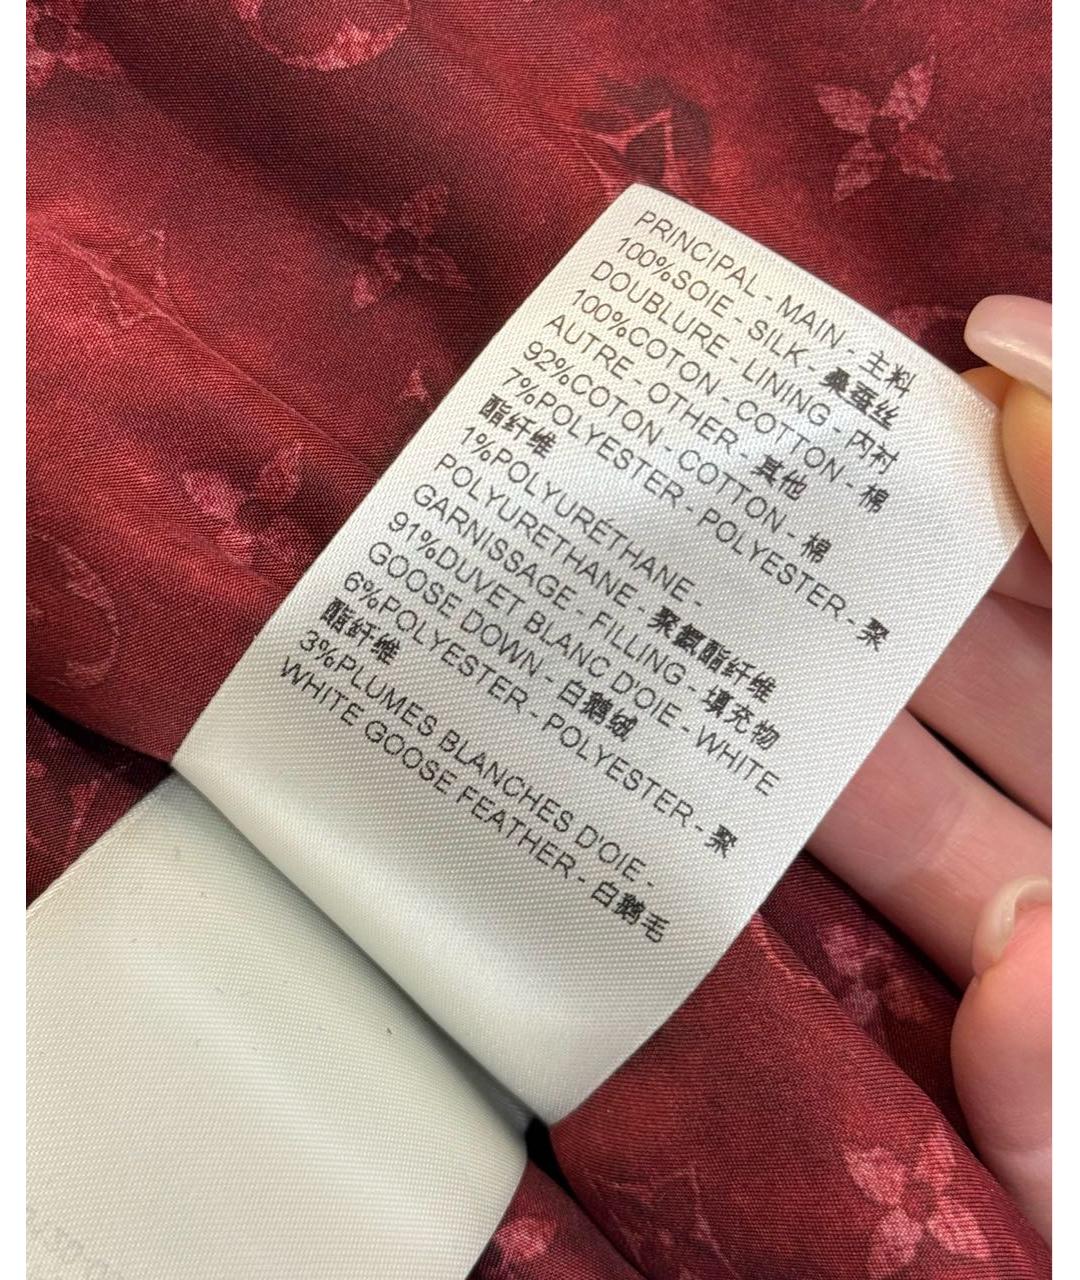 PRINCIPAL - MAIN - 主料
100%SOIE - SILK - 桑蚕丝
DOUBLURE - LINING - 内衬
100%COTON - COTTON - 棉
AUTRE - OTHER - 其他
92%COTON - COTTON - 棉
7%POLYESTER - POLYESTER - 聚
酯纤维
1%POLYURÉTHANE -
POLYURETHANE - 聚氨酯纤维
GARNISSAGE - FILLING - 填充物
91%DUVET BLANC D'OIE - WHITE
GOOSE DOWN - 白鹅绒
6%POLYESTER - POLYESTER - 聚
酯纤维
3%PLUMES BLANCHES D'OIE -
WHITE GOOSE FEATHER - 白鹅毛